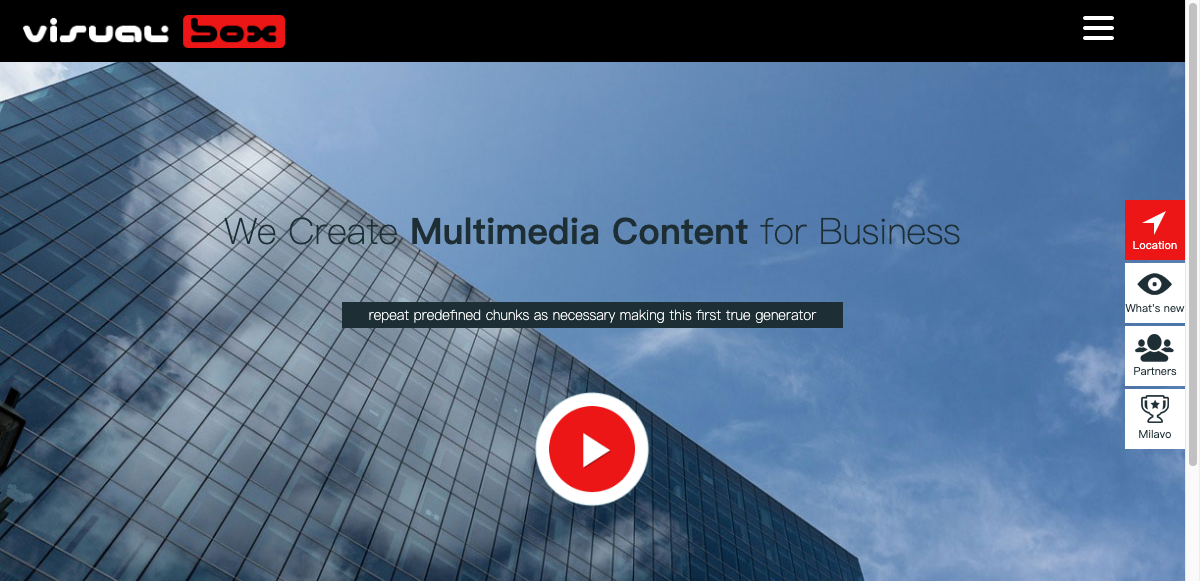 visual box
We Create Multimedia Content for Business
repeat predefined chunks as necessary making this first true generator
Location
What's new
Partners
Milavo